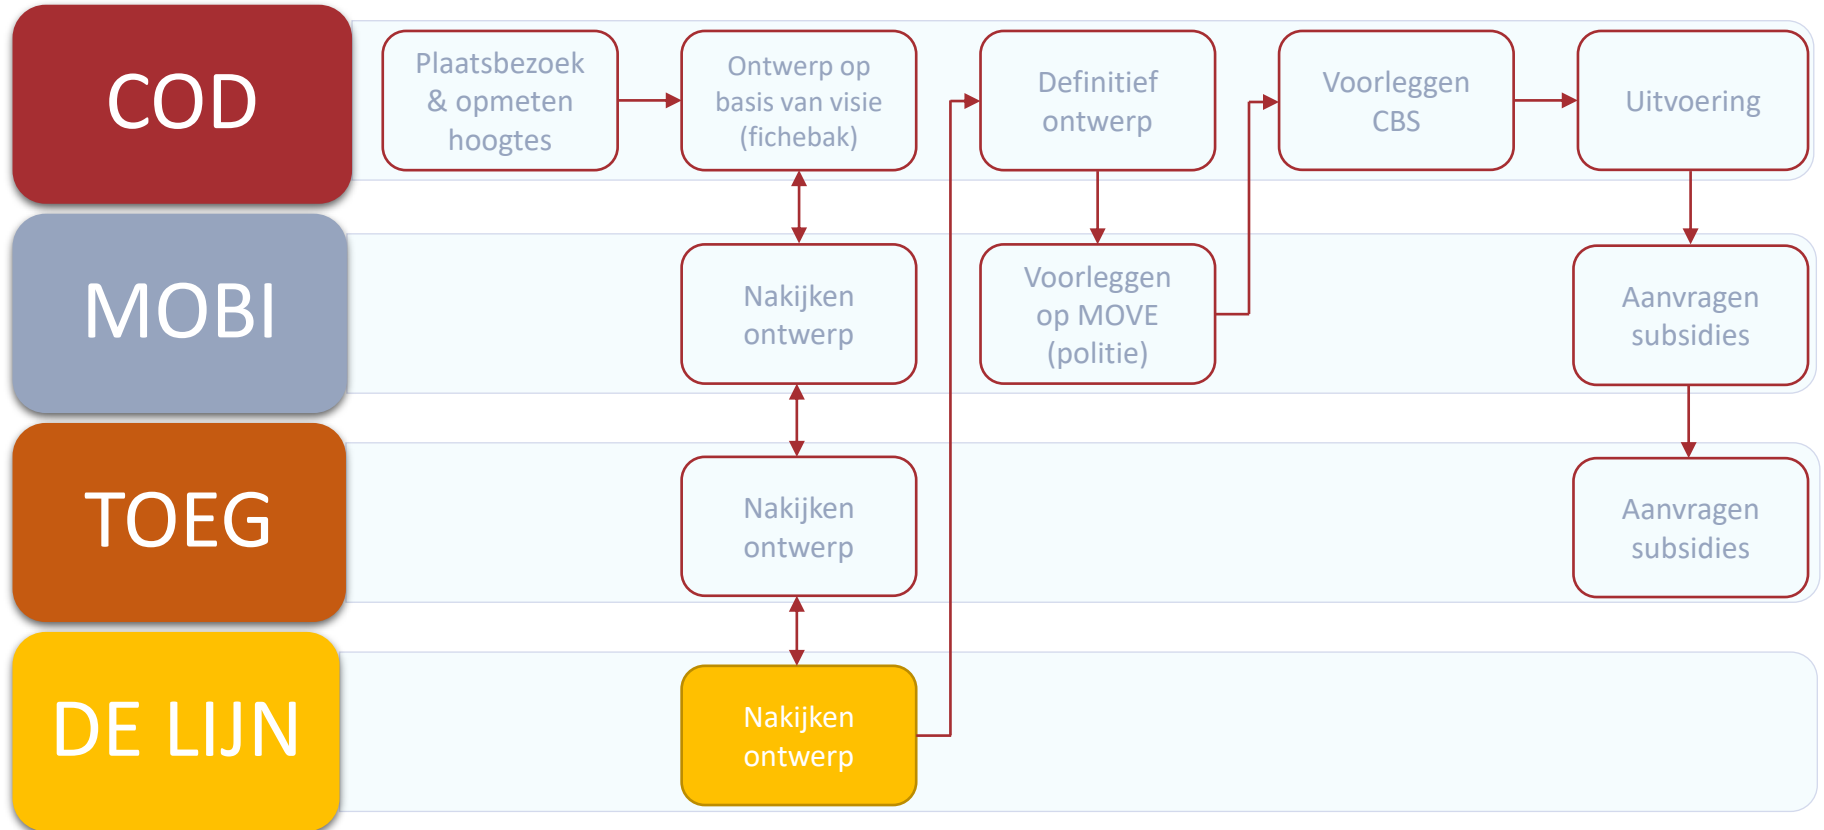 COD
Plaatsbezoek
& opmeten
hoogtes
Ontwerp op
basis van visie
(fichebak)
Definitief
ontwerp
Voorleggen
CBS
Uitvoering
MOBI
Nakijken
ontwerp
Voorleggen
op MOVE
(politie)
Aanvragen
subsidies
TOEG
Nakijken
ontwerp
Aanvragen
subsidies
DE LIJN
Nakijken
ontwerp